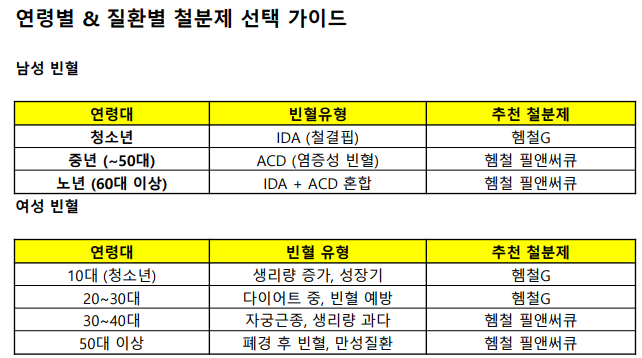 연령별 & 질환별 철분제 선택 가이드
남성 빈혈
연령대 빈혈유형 추천 철분제
청소년 IDA (철결핍) 헴철G
중년 (~50대) ACD (염증성 빈혈) 헴철 필앤써큐
노년 (60대 이상) IDA + ACD 혼합 헴철 필앤써큐
여성 빈혈
연령대 빈혈 유형 추천 철분제
10대 (청소년) 생리량 증가, 성장기 헴철G
20~30대 다이어트 중, 빈혈 예방 헴철G
30~40대 자궁근종, 생리량 과다 헴철 필앤써큐
50대 이상 폐경 후 빈혈, 만성질환 헴철 필앤써큐